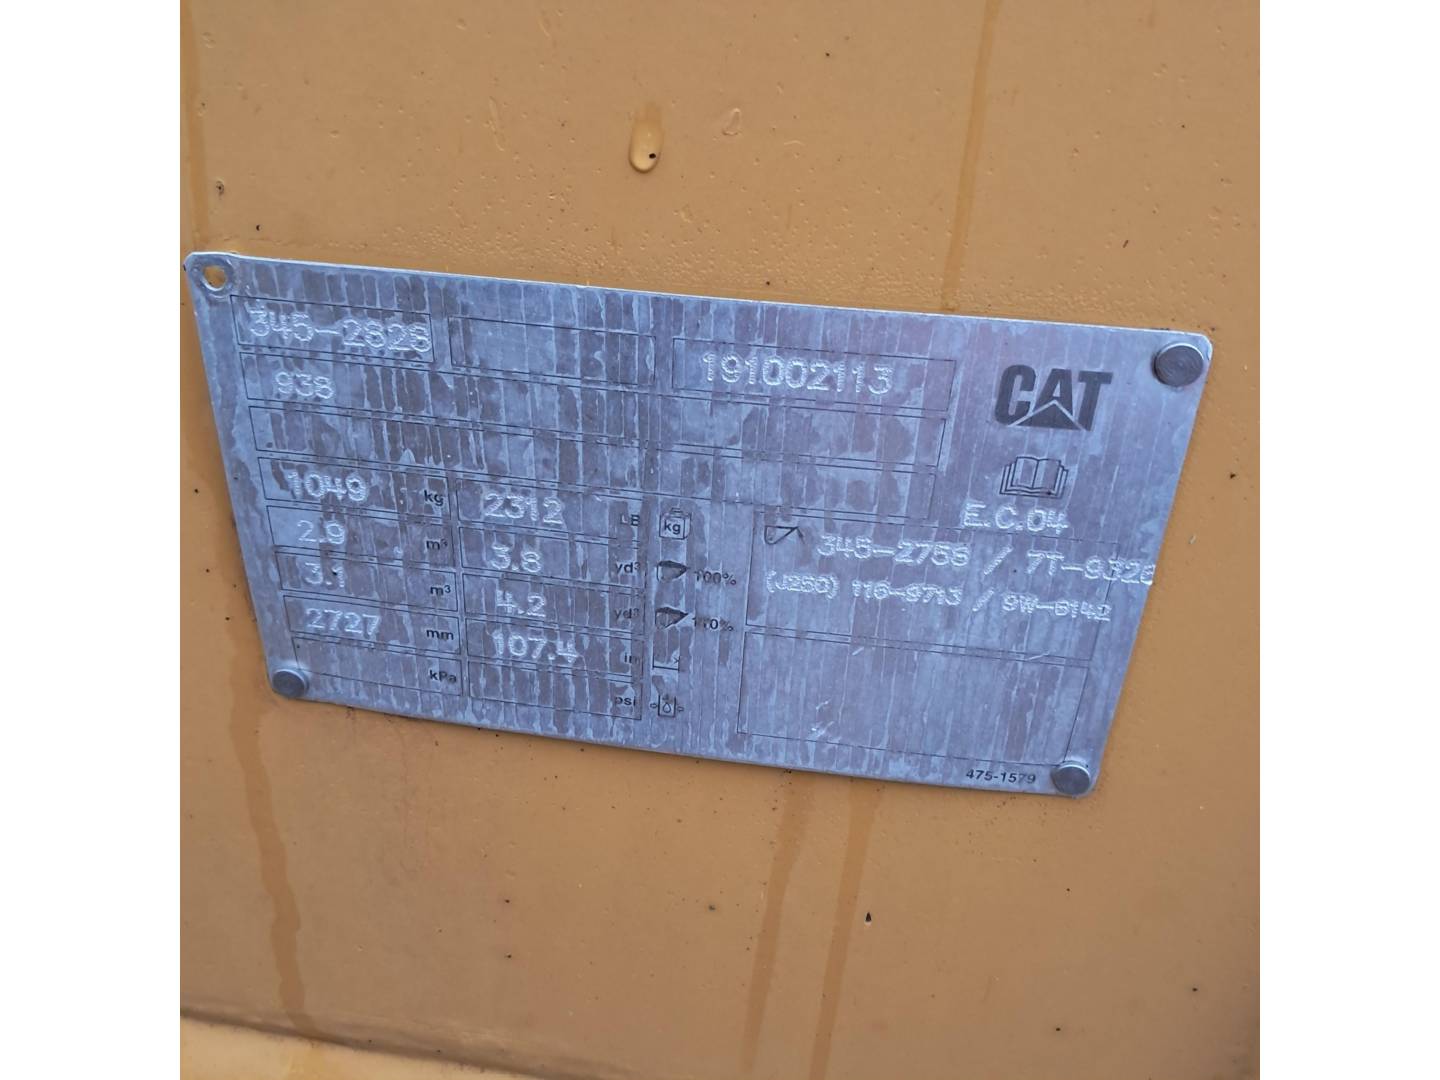 345-2628 191002113
938
CAT
1049 kg 2312 LB kg
E.C.04
2.9 m³ 3.8 yd³ 100%
345-2756 / 7T-9326
3.1 m³ 4.2 yd³ 110%
(J250) 116-9713 / 9W-6142
2727 mm 107.4 in
kPa psi
475-1579